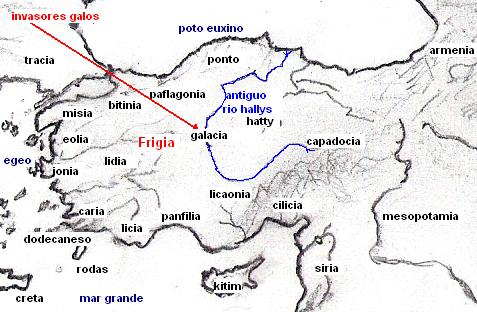 invasores galos
poto euxino
armenia
tracia
ponto
paflagonia
antiguo
rio hallys
bitinia
misia
hatty
galacia
eolia
Frigia
capadocia
egeo
lidia
jonia
licaonia
cilicia
caria
panfilia
mesopotamia
licia
dodecaneso
rodas
siria
kitim
creta
mar grande